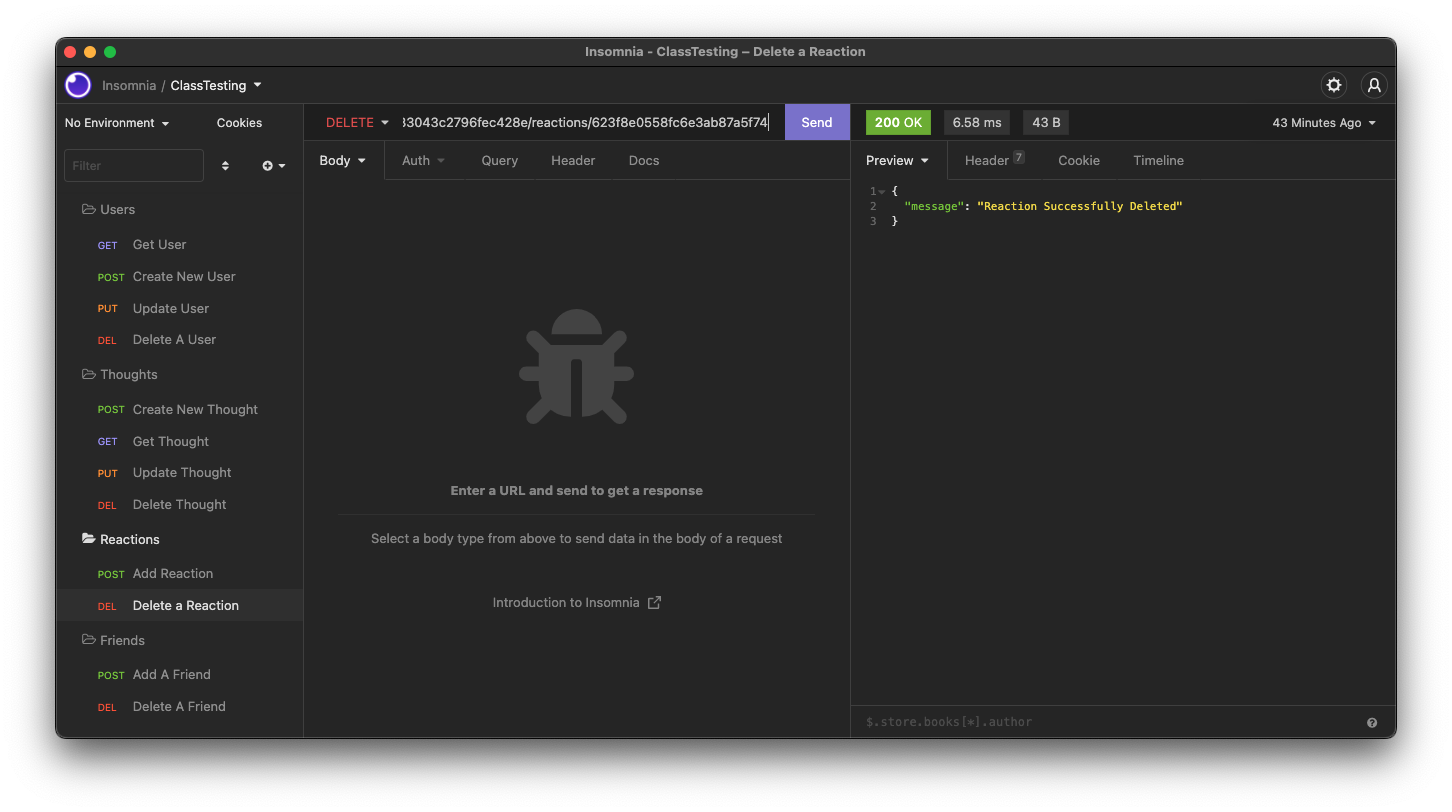 Insomnia - ClassTesting – Delete a Reaction
Insomnia / ClassTesting
No Environment
Cookies
Filter
Users
GET Get User
POST Create New User
PUT Update User
DEL Delete A User
Thoughts
POST Create New Thought
GET Get Thought
PUT Update Thought
DEL Delete Thought
Reactions
POST Add Reaction
DEL Delete a Reaction
Friends
POST Add A Friend
DEL Delete A Friend
DELETE 33043c2796fec428e/reactions/623f8e0558fc6e3ab87a5f74 Send
Body Auth Query Header Docs
Enter a URL and send to get a response
Select a body type from above to send data in the body of a request
Introduction to Insomnia
200 OK 6.58 ms 43 B 43 Minutes Ago
Preview Header 7 Cookie Timeline
1 {
2 "message": "Reaction Successfully Deleted"
3 }
$.store.books[*].author